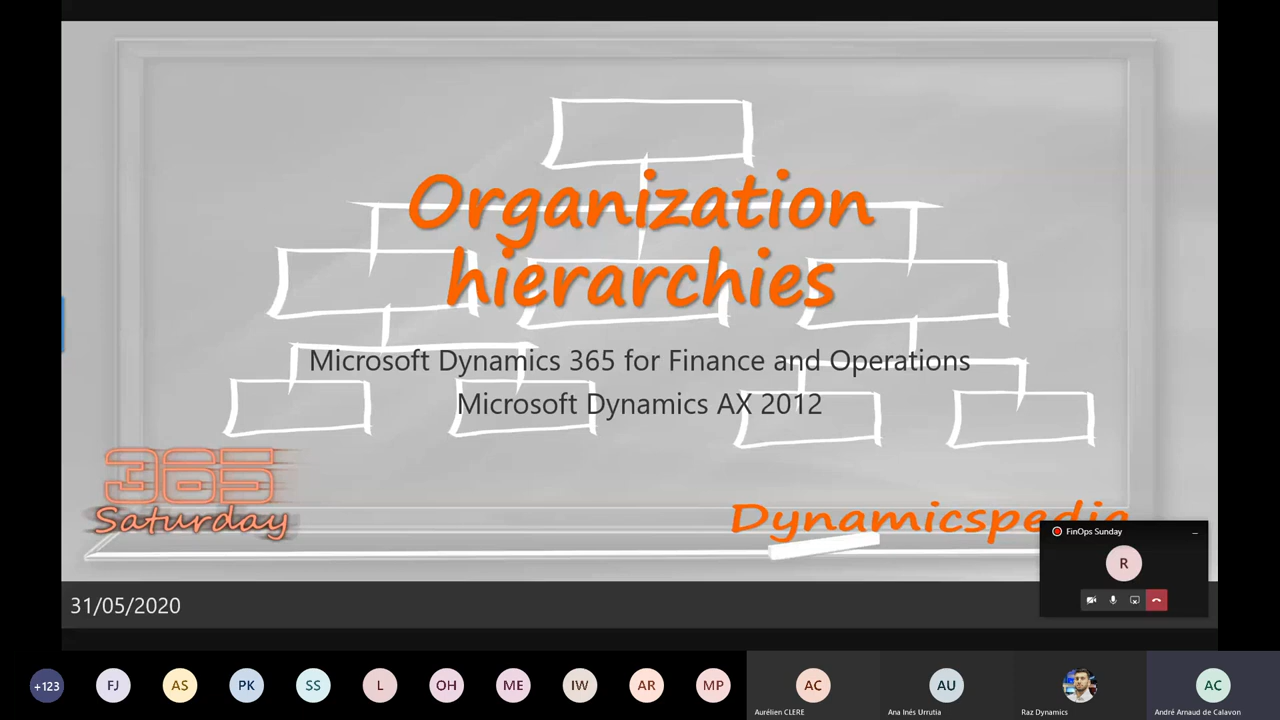 Organization
hierarchies
Microsoft Dynamics 365 for Finance and Operations
Microsoft Dynamics AX 2012
365
Saturday
Dynamicspedia
FinOps Sunday
R
31/05/2020
+123
FJ
AS
PK
SS
L
OH
ME
IW
AR
MP
AC
AU
AC
Aurélien CLERE
Ana Inés Urrutia
Raz Dynamics
André Arnaud de Calavon